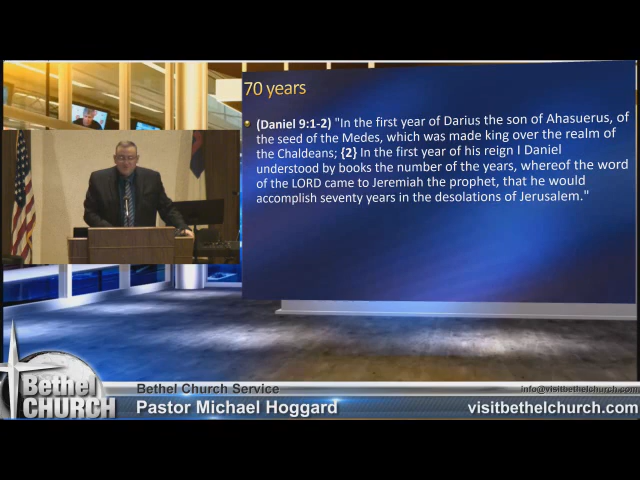 70 years
(Daniel 9:1-2) "In the first year of Darius the son of Ahasuerus, of
the seed of the Medes, which was made king over the realm of
the Chaldeans; {2} In the first year of his reign I Daniel
understood by books the number of the years, whereof the word
of the LORD came to Jeremiah the prophet, that he would
accomplish seventy years in the desolations of Jerusalem."
Bethel
CHURCH
Bethel Church Service
info@visitbethelchurch.com
Pastor Michael Hoggard
visitbethelchurch.com